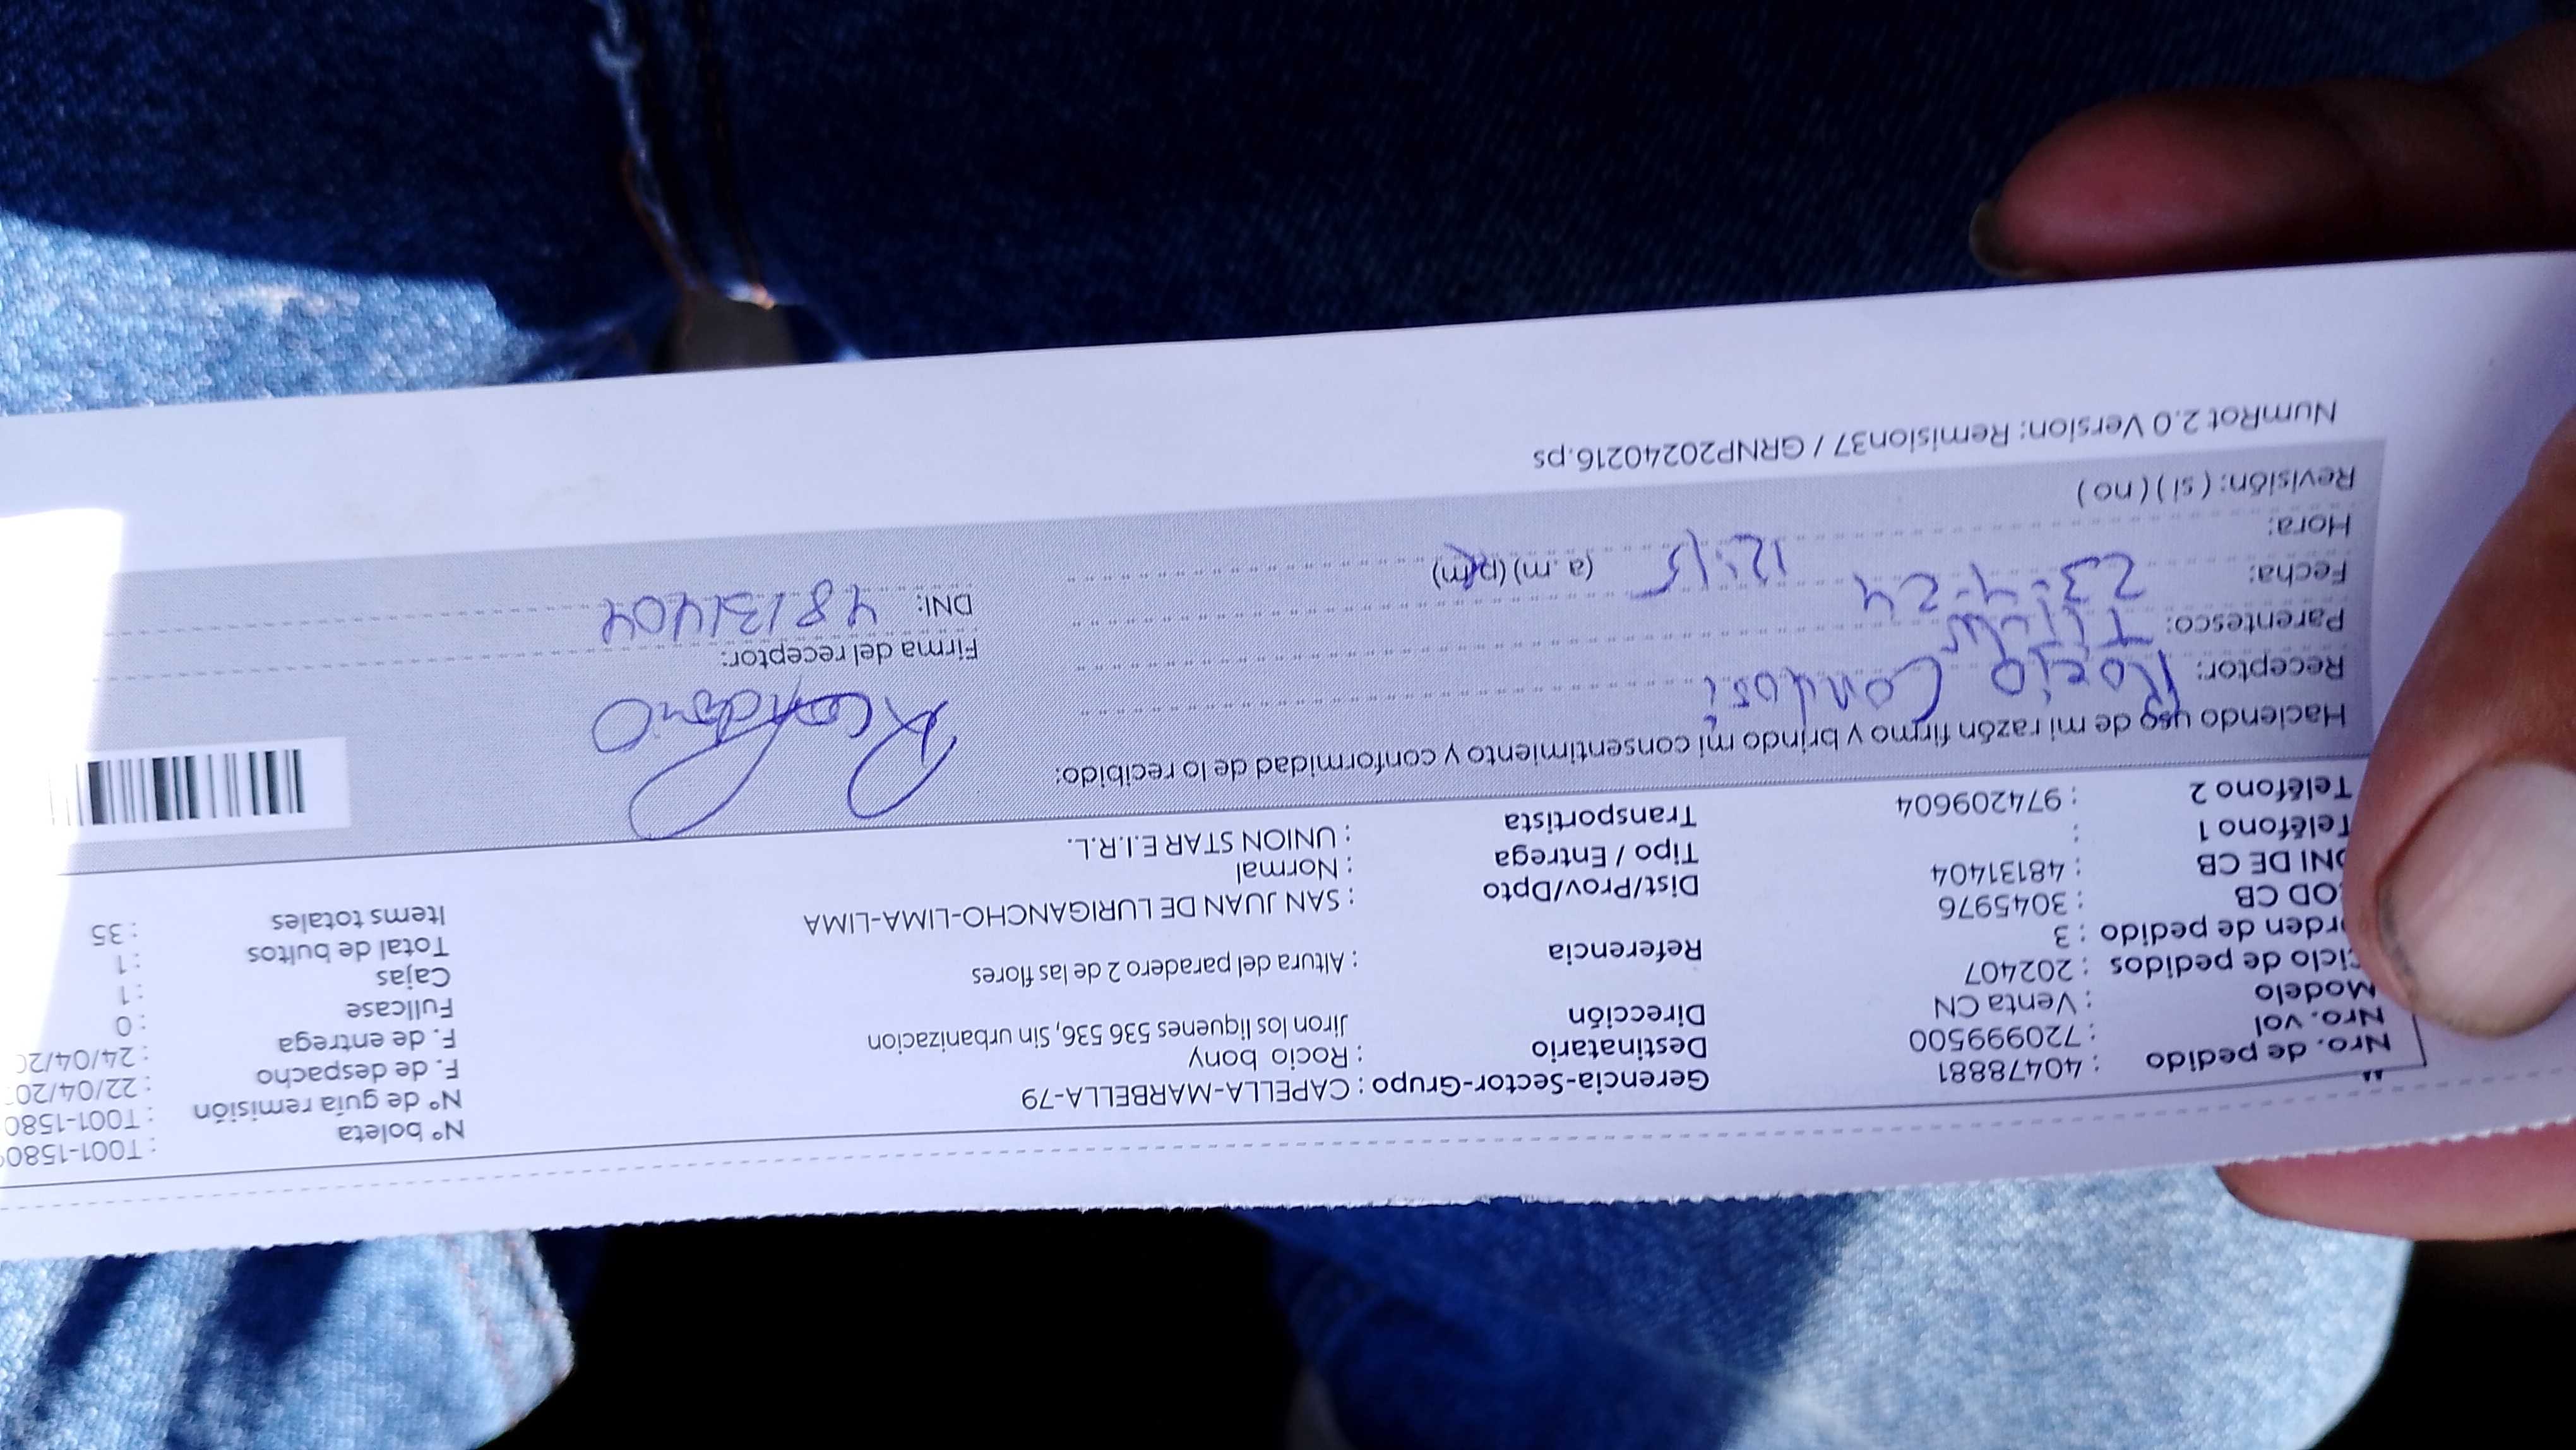 Nro. de pedido : 40478881
Nro. vol : 720999500
Modelo : Venta CN
Ciclo de pedidos : 202407
Orden de pedido : 3
COD CB : 3045976
DNI DE CB : 48131404
Teléfono 1 :
Teléfono 2 : 974209604
Gerencia-Sector-Grupo : CAPELLA-MARBELLA-79
Destinatario : Rocio bony
Dirección Jiron los liquenes 536 536, Sin urbanizacion
Referencia : Altura del paradero 2 de las flores
Dist/Prov/Dpto : SAN JUAN DE LURIGANCHO-LIMA-LIMA
Tipo / Entrega : Normal
Transportista : UNION STAR E.I.R.L.
N° boleta : T001-1580
N° de guía remisión : T001-1580
F. de despacho : 22/04/20
F. de entrega : 24/04/20
Fullcase : 0
Cajas : 1
Total de bultos : 1
Items totales : 35
Haciendo uso de mi razón firmo y brindo mi consentimiento y conformidad de lo recibido:
Receptor: Rocio Condori
Parentesco: Titular
Fecha: 23-4-24
Hora: 12:15 (a.m) (p.m)
Revisión: ( si ) ( no )
Firma del receptor:
DNI: 48131404
NumRot 2.0 Version: Remision37 / GRNP20240216.ps